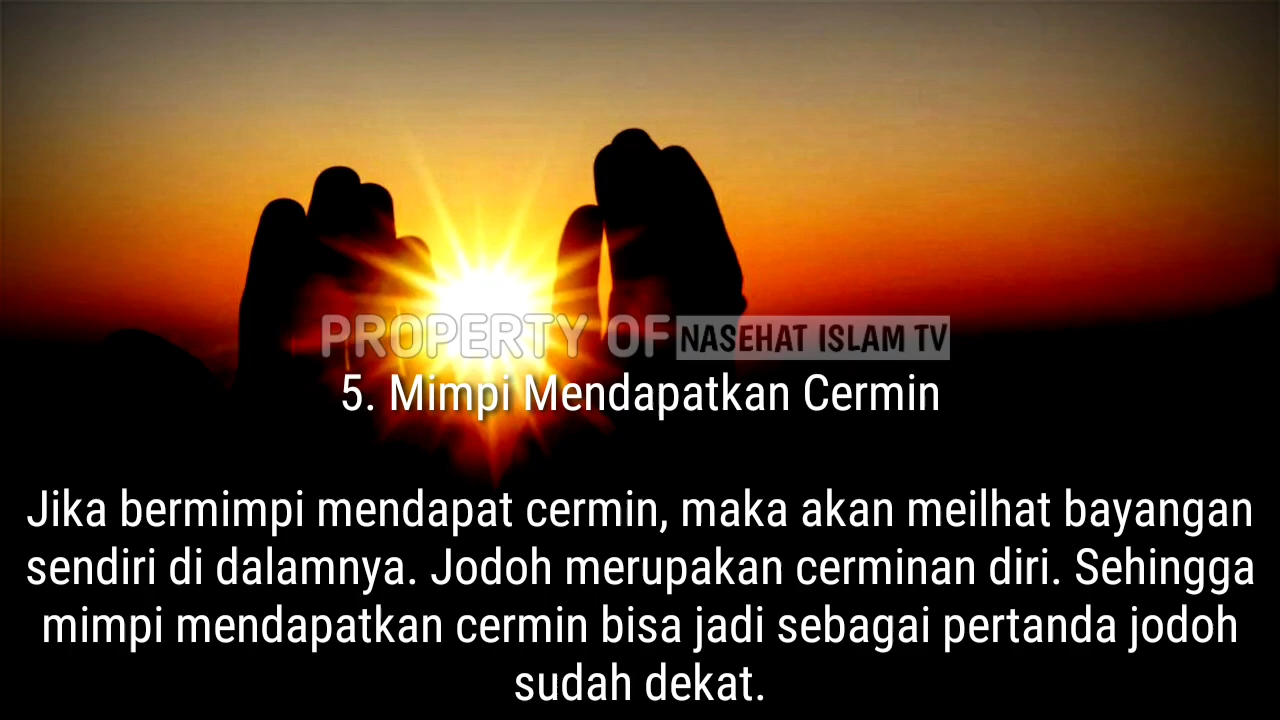 PROPERTY OF NASEHAT ISLAM TV
5. Mimpi Mendapatkan Cermin
Jika bermimpi mendapat cermin, maka akan meilhat bayangan
sendiri di dalamnya. Jodoh merupakan cerminan diri. Sehingga
mimpi mendapatkan cermin bisa jadi sebagai pertanda jodoh
sudah dekat.